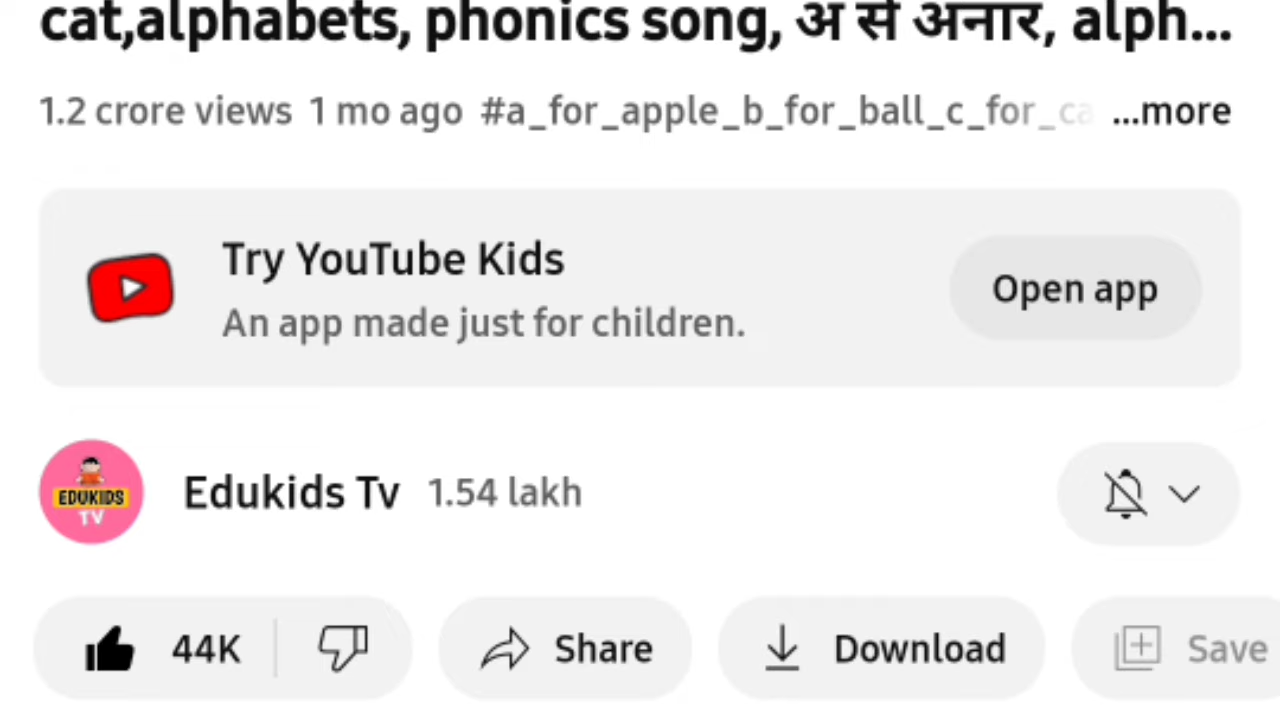 cat,alphabets, phonics song, अ से अनार, alph...
1.2 crore views 1 mo ago #a_for_apple_b_for_ball_c_for_ca ...more
Try YouTube Kids
An app made just for children.
Open app
EDUKIDS
TV
Edukids Tv 1.54 lakh
44K Share Download Save